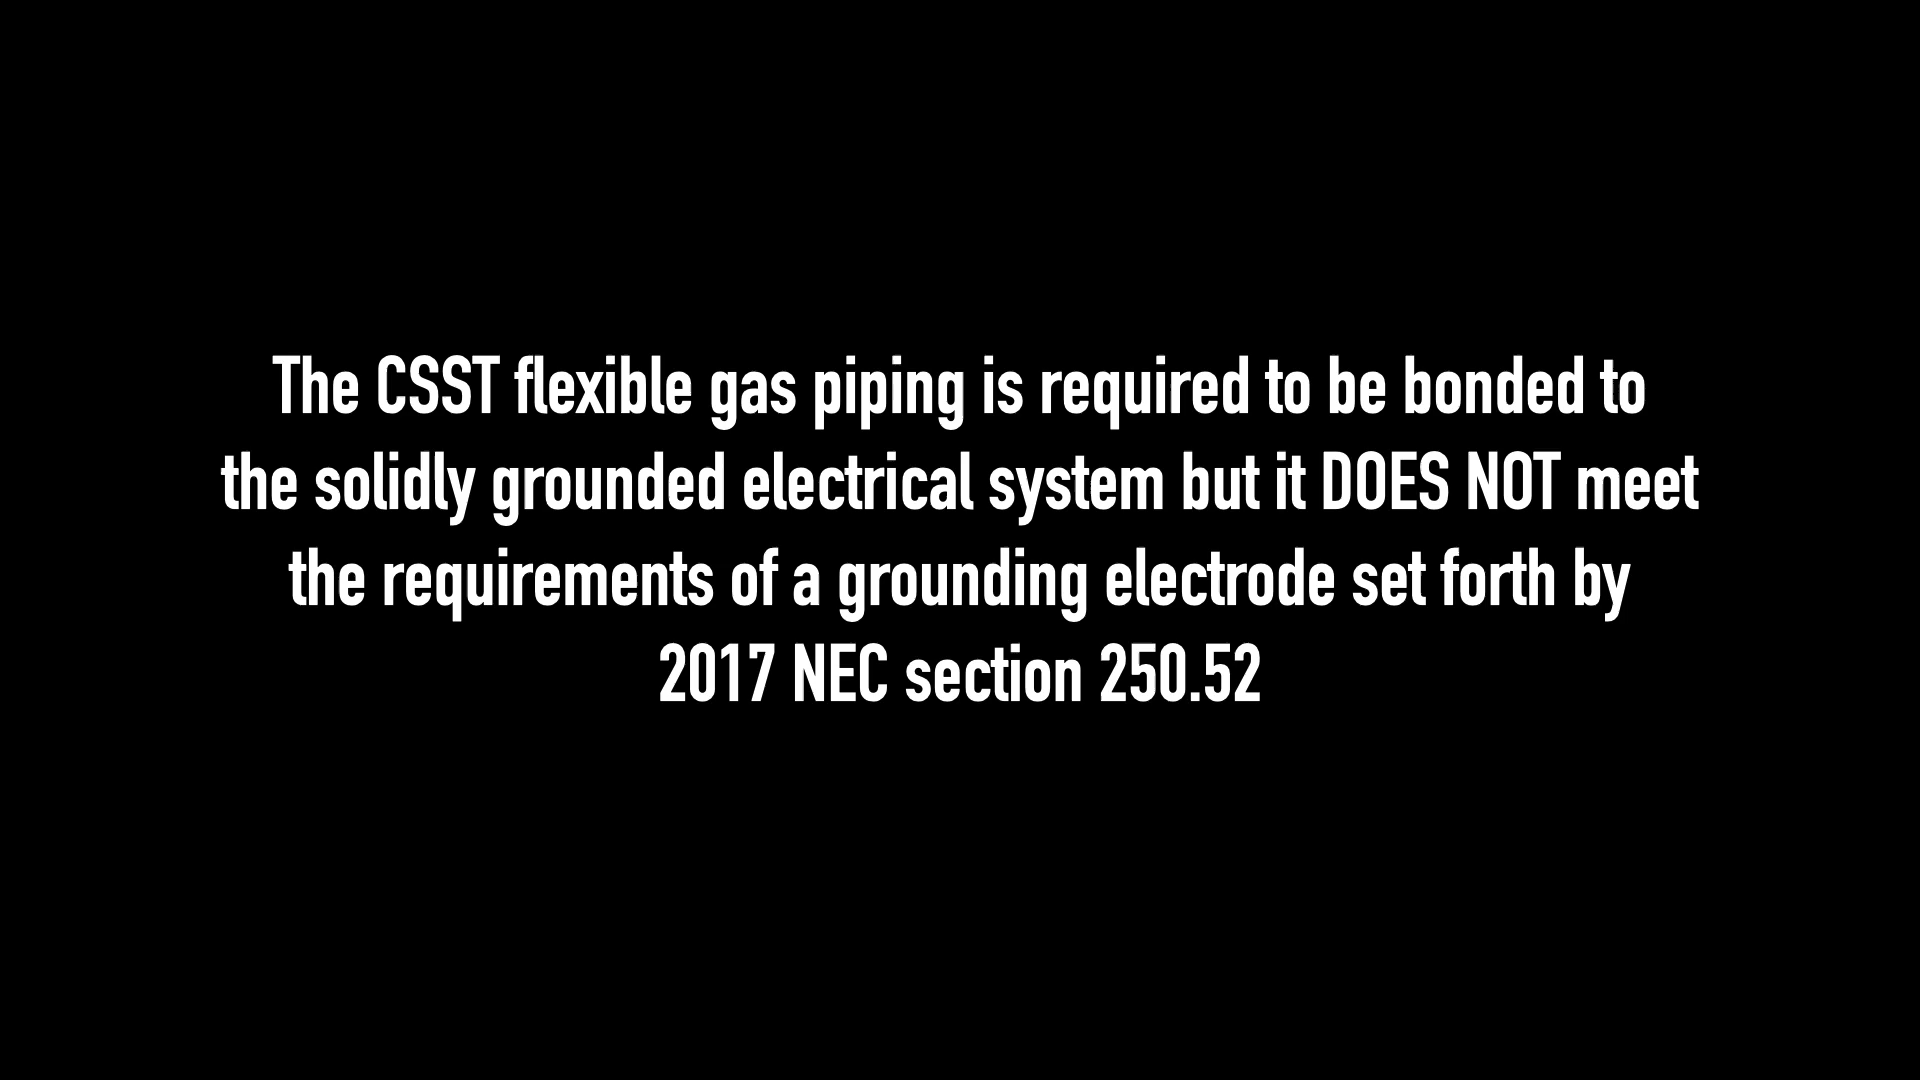 The CSST flexible gas piping is required to be bonded to
the solidly grounded electrical system but it DOES NOT meet
the requirements of a grounding electrode set forth by
2017 NEC section 250.52